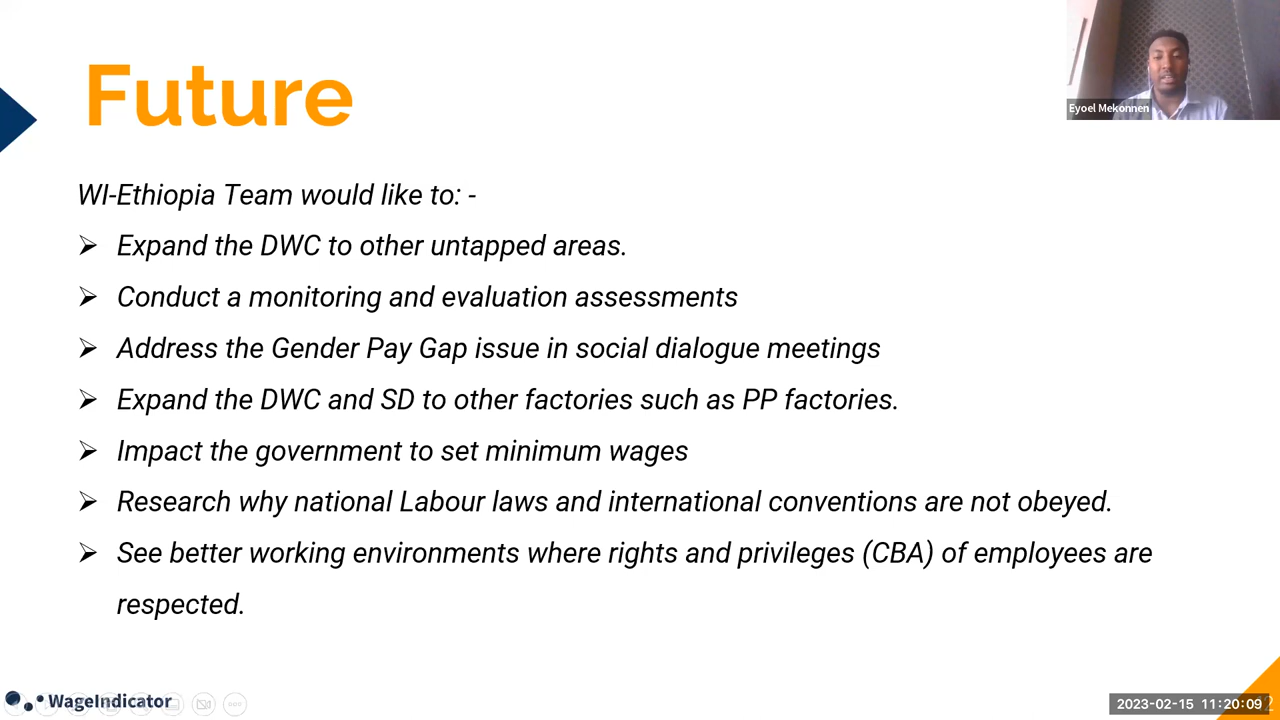 Future
Eyoel Mekonnen
WI-Ethiopia Team would like to: -
➢ Expand the DWC to other untapped areas.
➢ Conduct a monitoring and evaluation assessments
➢ Address the Gender Pay Gap issue in social dialogue meetings
➢ Expand the DWC and SD to other factories such as PP factories.
➢ Impact the government to set minimum wages
➢ Research why national Labour laws and international conventions are not obeyed.
➢ See better working environments where rights and privileges (CBA) of employees are
respected.
WageIndicator
2023-02-15 11:20:09